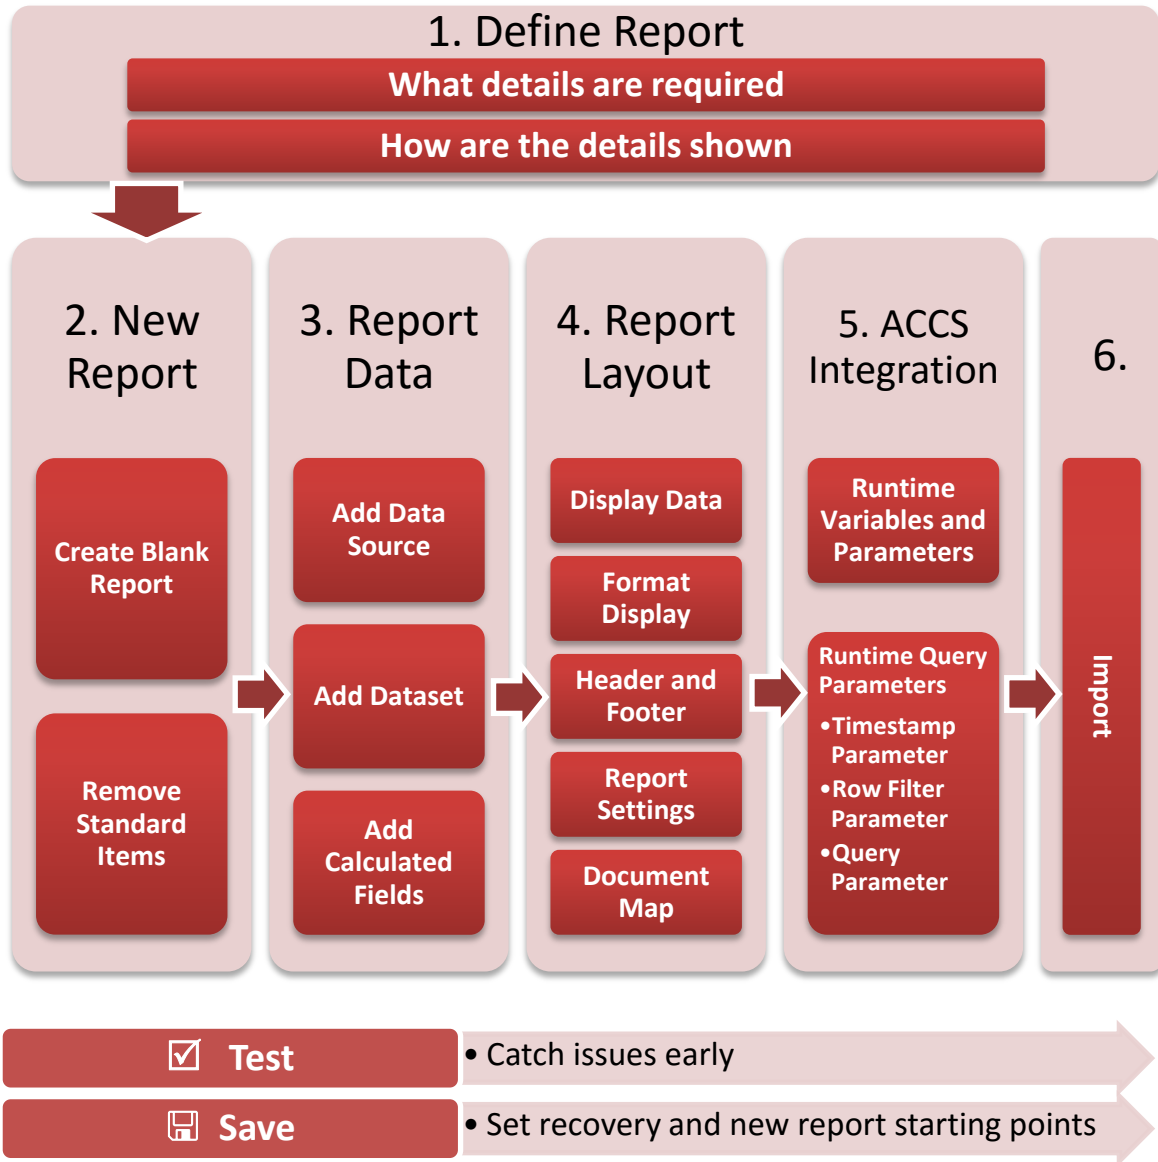 1. Define Report
What details are required
How are the details shown
2. New
Report
Create Blank
Report
Remove
Standard
Items
3. Report
Data
Add Data
Source
Add Dataset
Add
Calculated
Fields
4. Report
Layout
Display Data
Format
Display
Header and
Footer
Report
Settings
Document
Map
5. ACCS
Integration
Runtime
Variables and
Parameters
Runtime Query
Parameters
•Timestamp
Parameter
•Row Filter
Parameter
•Query
Parameter
6.
Import
Test
• Catch issues early
Save
• Set recovery and new report starting points